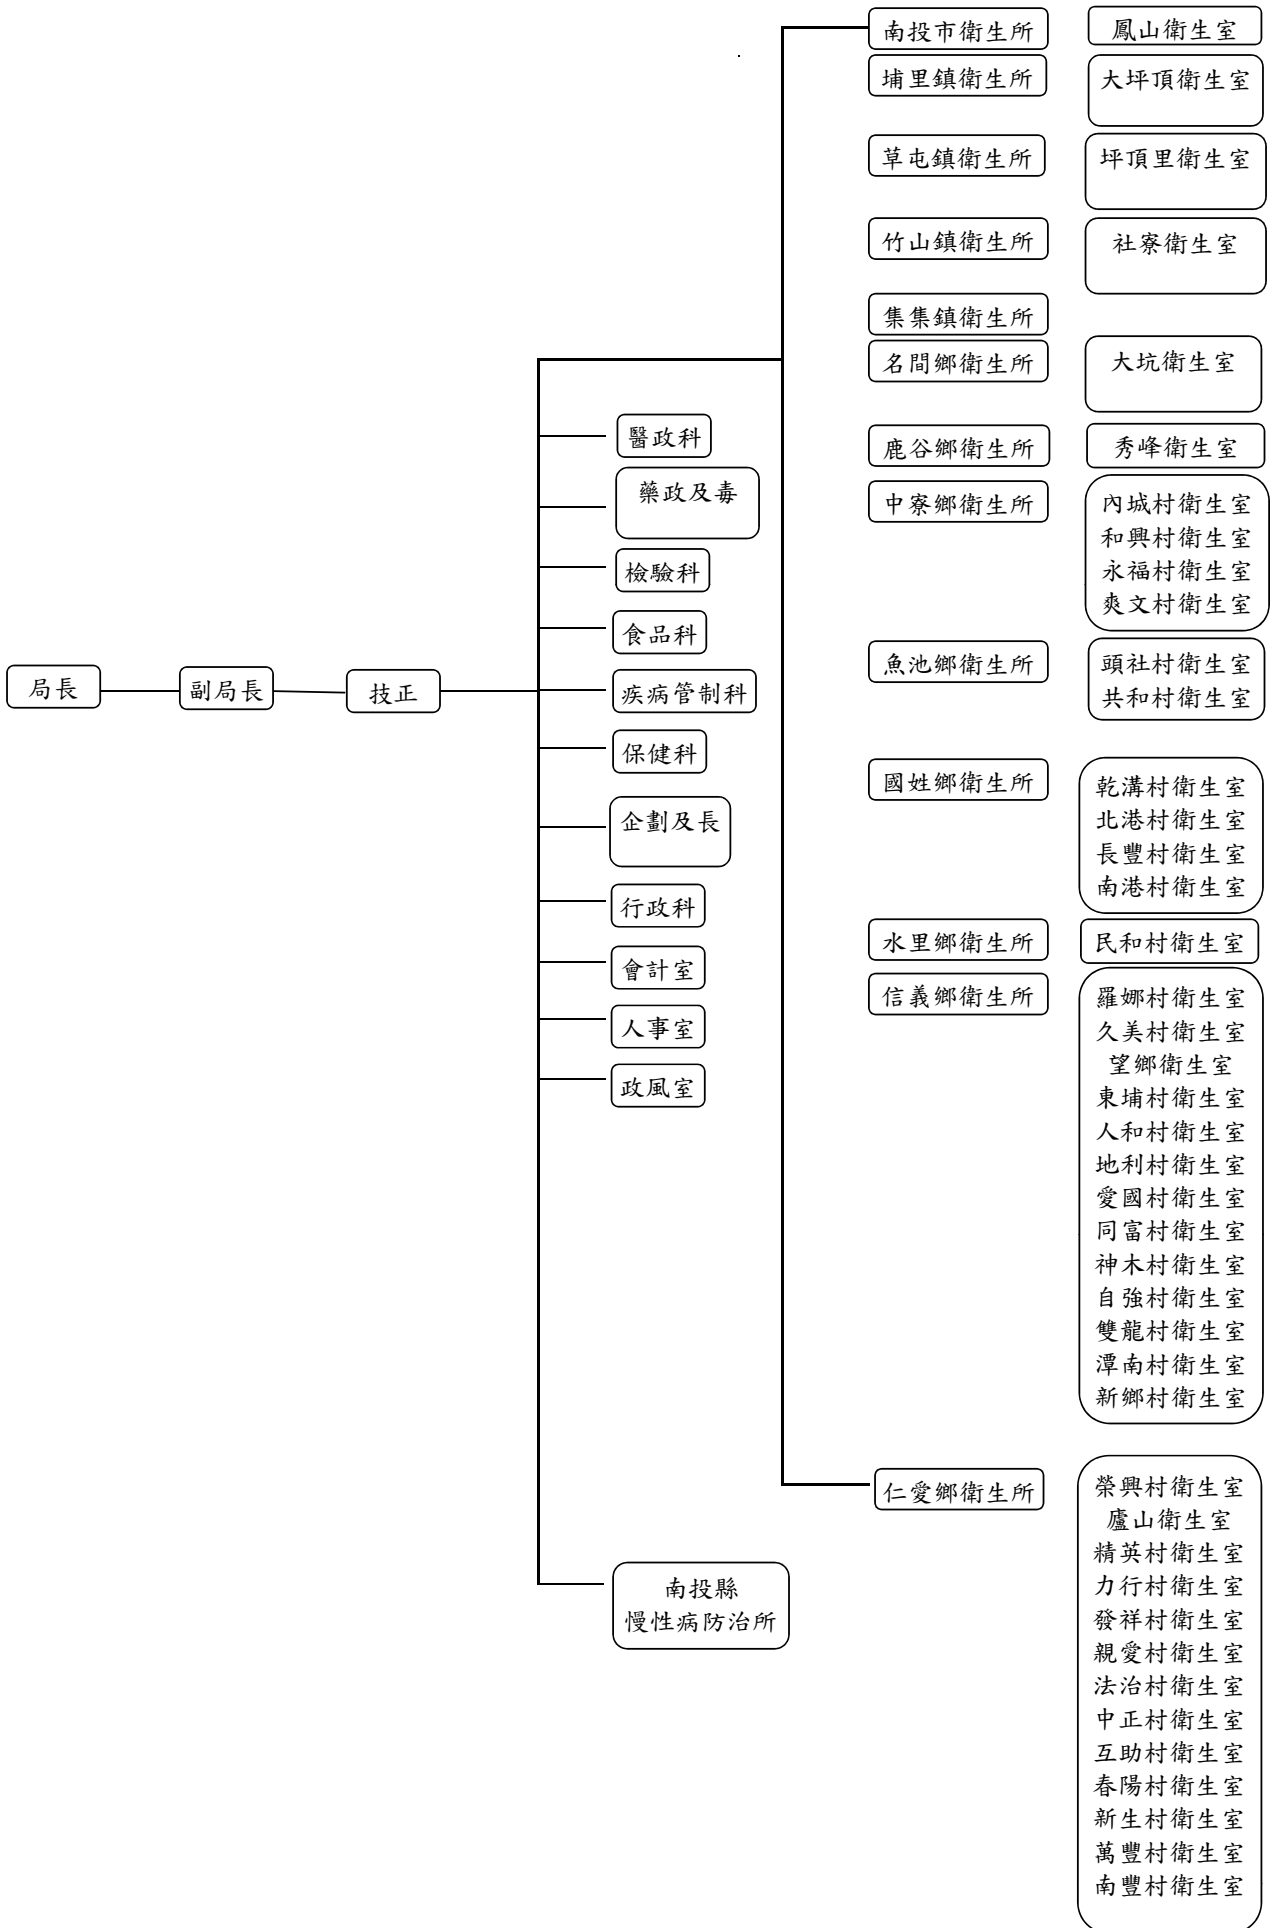 局長
副局長
技正
醫政科
藥政及毒
檢驗科
食品科
疾病管制科
保健科
企劃及長
行政科
會計室
人事室
政風室
南投縣
慢性病防治所
南投市衛生所
鳳山衛生室
埔里鎮衛生所
大坪頂衛生室
草屯鎮衛生所
坪頂里衛生室
竹山鎮衛生所
社寮衛生室
集集鎮衛生所
名間鄉衛生所
大坑衛生室
鹿谷鄉衛生所
秀峰衛生室
中寮鄉衛生所
內城村衛生室
和興村衛生室
永福村衛生室
爽文村衛生室
魚池鄉衛生所
頭社村衛生室
共和村衛生室
國姓鄉衛生所
乾溝村衛生室
北港村衛生室
長豐村衛生室
南港村衛生室
水里鄉衛生所
民和村衛生室
信義鄉衛生所
羅娜村衛生室
久美村衛生室
望鄉衛生室
東埔村衛生室
人和村衛生室
地利村衛生室
愛國村衛生室
同富村衛生室
神木村衛生室
自強村衛生室
雙龍村衛生室
潭南村衛生室
新鄉村衛生室
仁愛鄉衛生所
榮興村衛生室
廬山衛生室
精英村衛生室
力行村衛生室
發祥村衛生室
親愛村衛生室
法治村衛生室
中正村衛生室
互助村衛生室
春陽村衛生室
新生村衛生室
萬豐村衛生室
南豐村衛生室